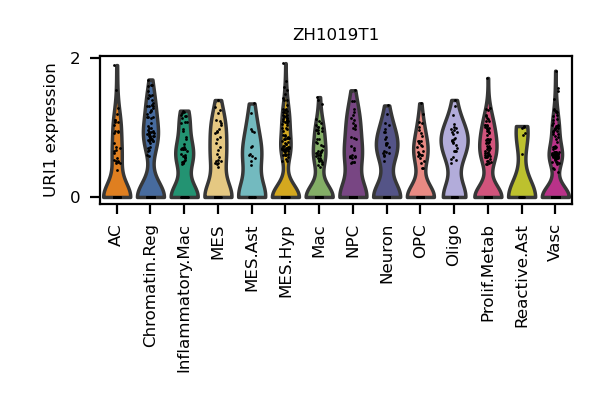 ZH1019T1
URI1 expression
2
0
AC
Chromatin.Reg
Inflammatory.Mac
MES
MES.Ast
MES.Hyp
Mac
NPC
Neuron
OPC
Oligo
Prolif.Metab
Reactive.Ast
Vasc